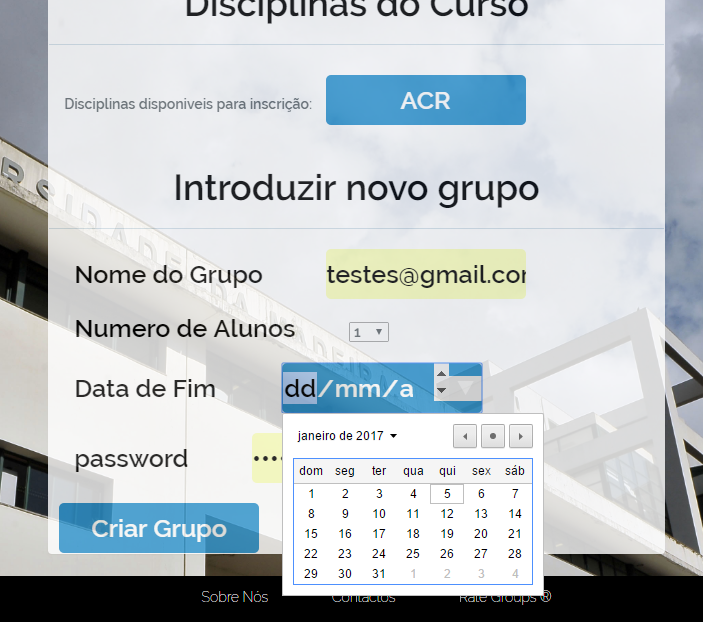 Disciplinas do Curso
Disciplinas disponiveis para inscrição: ACR
Introduzir novo grupo
Nome do Grupo testes@gmail.cor
Numero de Alunos 1
Data de Fim dd/mm/a
password ••••
janeiro de 2017
dom seg ter qua qui sex sáb
1 2 3 4 5 6 7
8 9 10 11 12 13 14
15 16 17 18 19 20 21
22 23 24 25 26 27 28
29 30 31 1 2 3 4
Criar Grupo
Sobre Nós Contactos Rate Groups ®